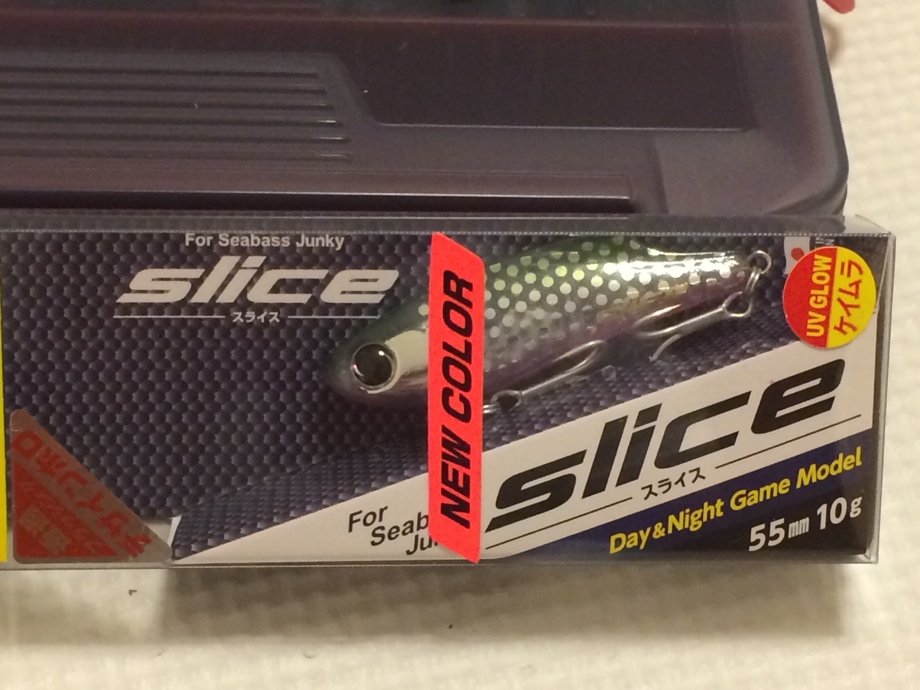 For Seabass Junky
slice
スライス
NEW COLOR
UV GLOW
ケイムラ
slice
スライス
For
Seab
Ju
Day&Night Game Model
55mm 10g